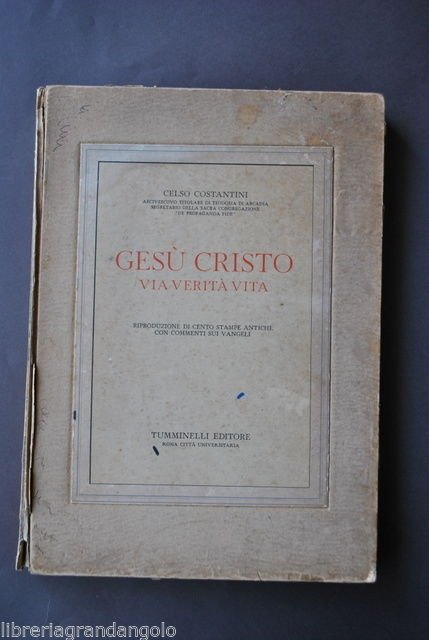 CELSO COSTANTINI
ARCIVESCOVO TITOLARE DI TEODOSIA DI ARCADIA
SEGRETARIO DELLA SACRA CONGREGAZIONE
"DE PROPAGANDA FIDE"
GESÙ CRISTO
VIA VERITÀ VITA
RIPRODUZIONE DI CENTO STAMPE ANTICHE
CON COMMENTI SUI VANGELI
TUMMINELLI EDITORE
ROMA CITTÀ UNIVERSITARIA
libreriagrandangolo